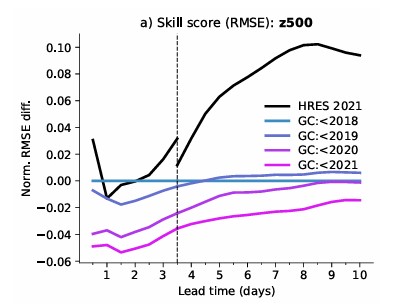 a) Skill score (RMSE): z500
Norm. RMSE diff.
0.10
0.08
0.06
0.04
0.02
0.00
−0.02
−0.04
−0.06
HRES 2021
GC:<2018
GC:<2019
GC:<2020
GC:<2021
1 2 3 4 5 6 7 8 9 10
Lead time (days)